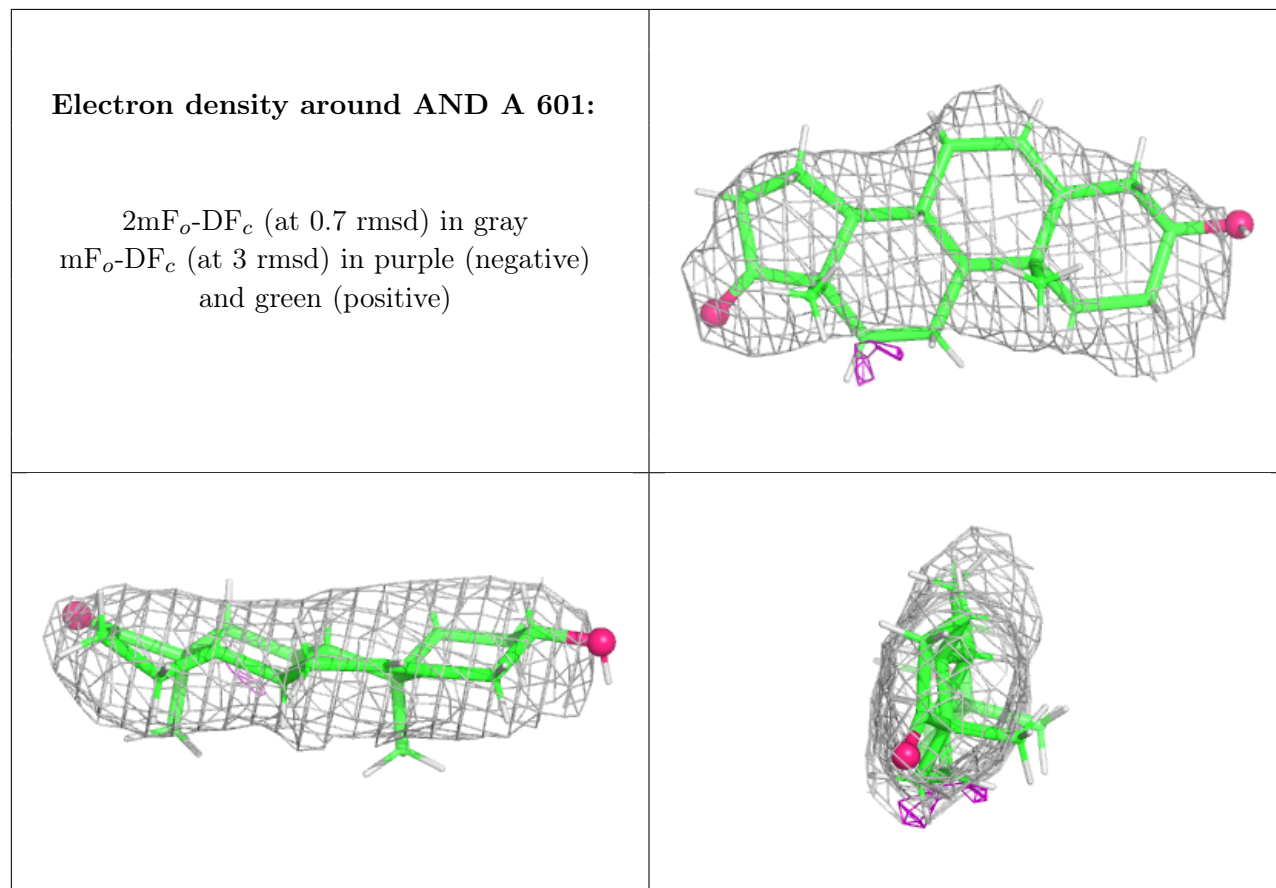 Electron density around AND A 601:
2mFₒ-DF𝑐 (at 0.7 rmsd) in gray
mFₒ-DF𝑐 (at 3 rmsd) in purple (negative)
and green (positive)